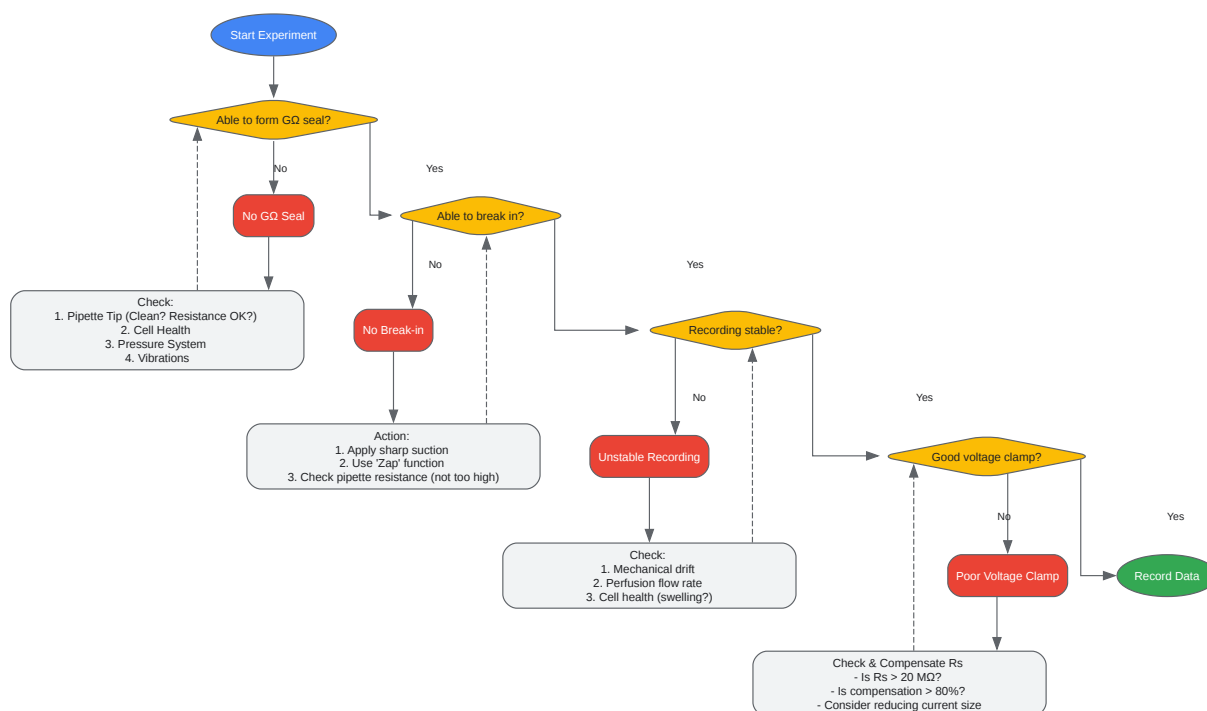 Start Experiment
Able to form GΩ seal?
No
Yes
No GΩ Seal
Able to break in?
No
Yes
Check:
1. Pipette Tip (Clean? Resistance OK?)
2. Cell Health
3. Pressure System
4. Vibrations
No Break-in
Recording stable?
No
Yes
Action:
1. Apply sharp suction
2. Use 'Zap' function
3. Check pipette resistance (not too high)
Unstable Recording
Good voltage clamp?
No
Yes
Check:
1. Mechanical drift
2. Perfusion flow rate
3. Cell health (swelling?)
Poor Voltage Clamp
Record Data
Check & Compensate Rs
- Is Rs > 20 MΩ?
- Is compensation > 80%?
- Consider reducing current size